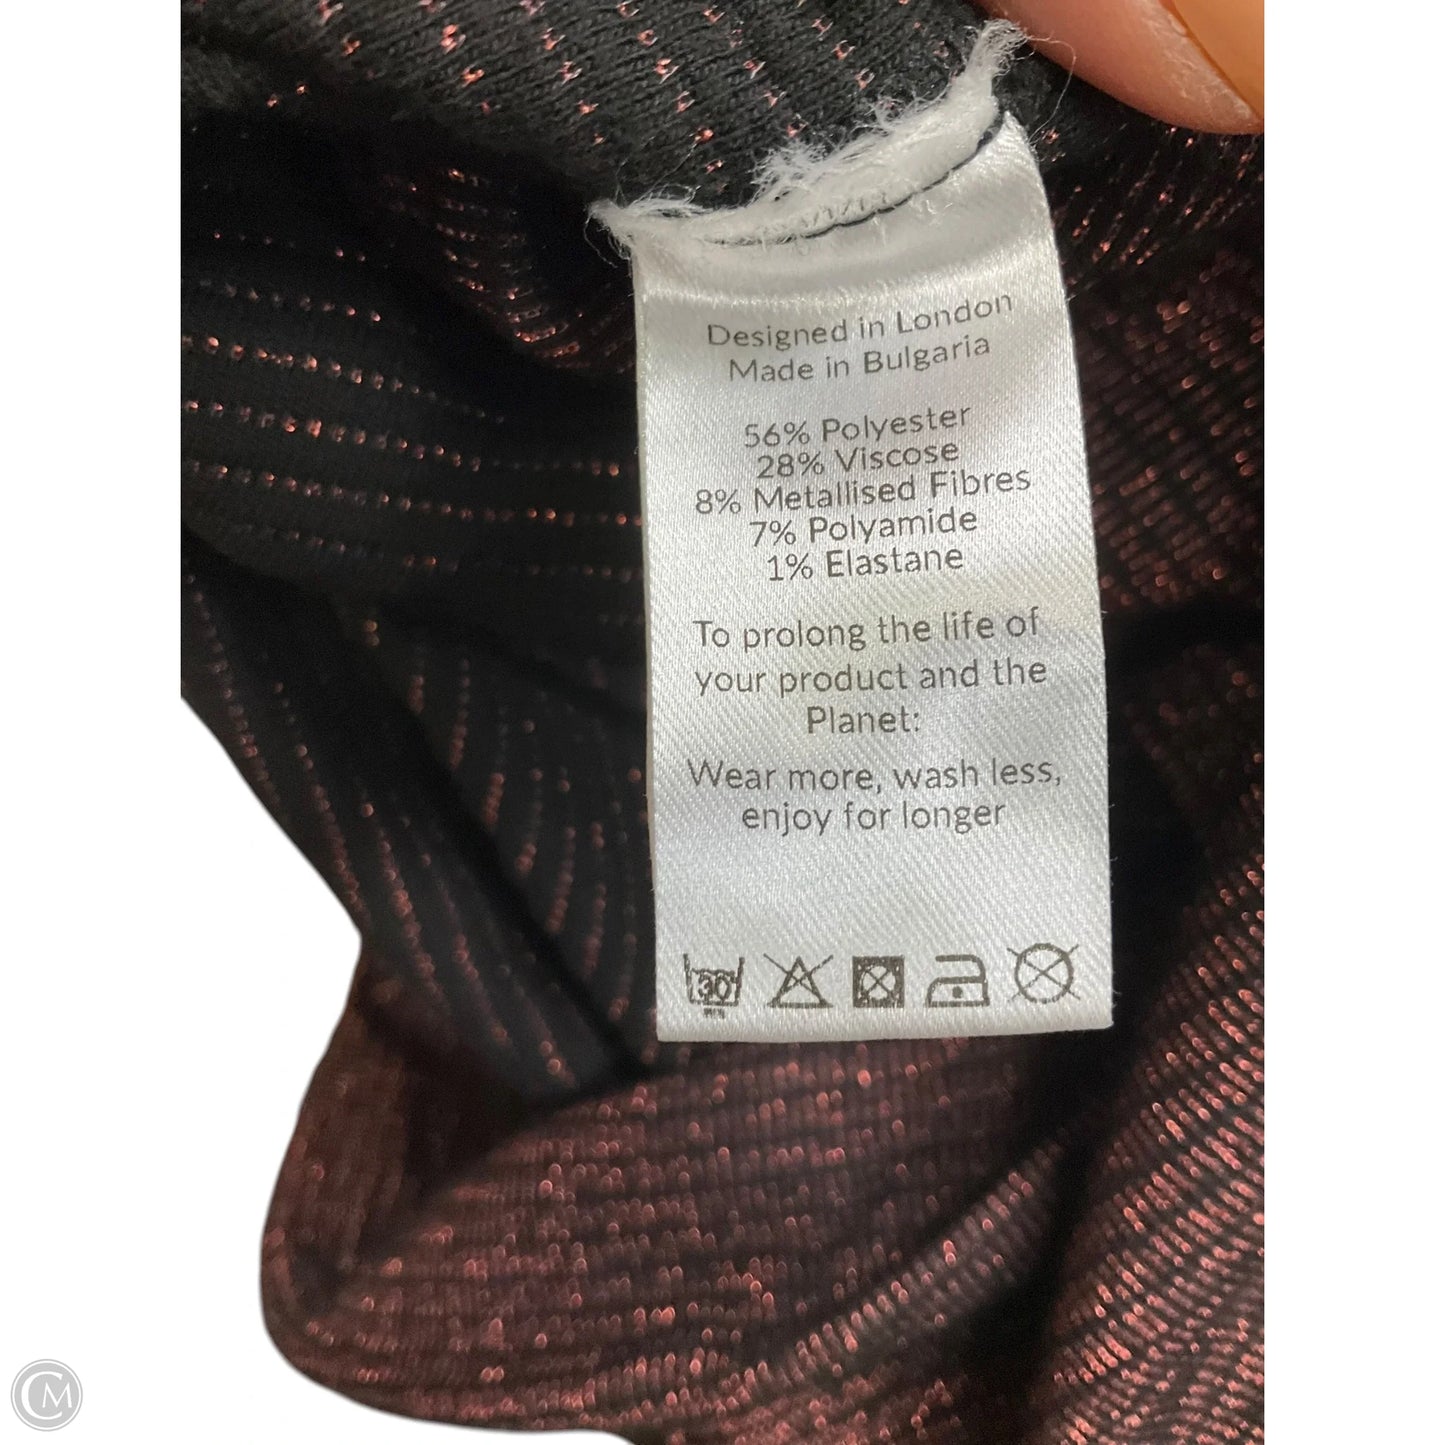 Designed in London
Made in Bulgaria
56% Polyester
28% Viscose
8% Metallised Fibres
7% Polyamide
1% Elastane
To prolong the life of
your product and the
Planet:
Wear more, wash less,
enjoy for longer
30
CM